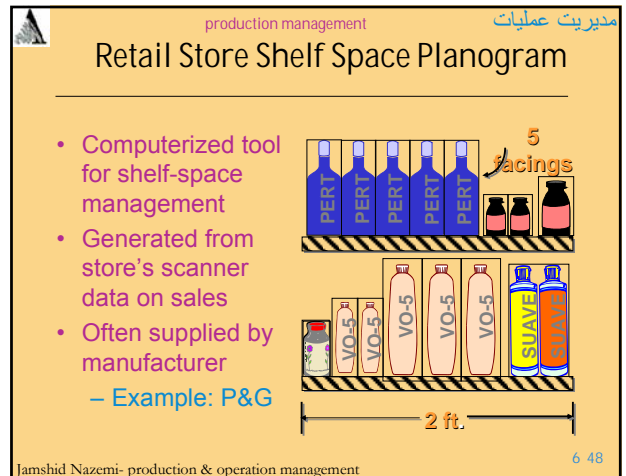 production management
مدیریت عملیات
Retail Store Shelf Space Planogram
• Computerized tool
for shelf-space
management
• Generated from
store's scanner
data on sales
• Often supplied by
manufacturer
– Example: P&G
5
facings
PERT
PERT
PERT
PERT
PERT
VO-5
VO-5
VO-5
VO-5
VO-5
SUAVE
SUAVE
2 ft.
Jamshid Nazemi- production & operation management
6 48